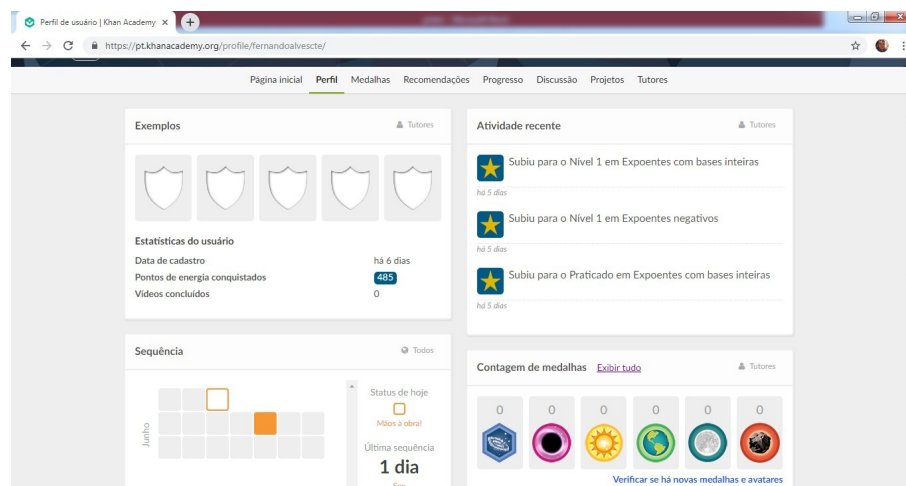 Perfil de usuário | Khan Academy
https://pt.khanacademy.org/profile/fernandoalvescte/
Página inicial Perfil Medalhas Recomendações Progresso Discussão Projetos Tutores
Exemplos Tutores
Estatísticas do usuário
Data de cadastro há 6 dias
Pontos de energia conquistados 485
Vídeos concluídos 0
Atividade recente Tutores
Subiu para o Nível 1 em Expoentes com bases inteiras
há 5 dias
Subiu para o Nível 1 em Expoentes negativos
há 5 dias
Subiu para o Praticado em Expoentes com bases inteiras
há 5 dias
Sequência Todos
Junho
Status de hoje
Mãos à obra!
Última sequência
1 dia
Contagem de medalhas Exibir tudo Tutores
0 0 0 0 0 0
Verificar se há novas medalhas e avatares